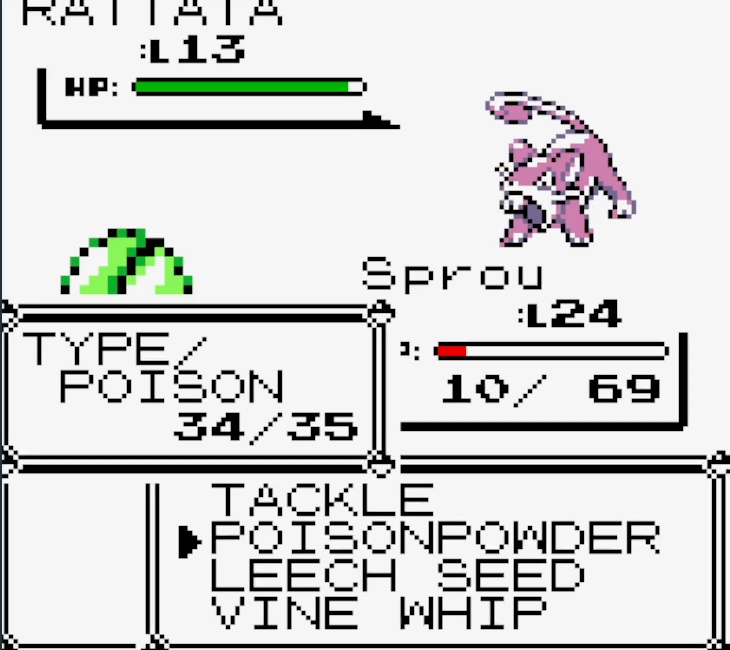 RATTATA
:L13
HP:
Sprou
:L24
10/ 69
TYPE/
POISON
34/35
TACKLE
▶POISONPOWDER
LEECH SEED
VINE WHIP